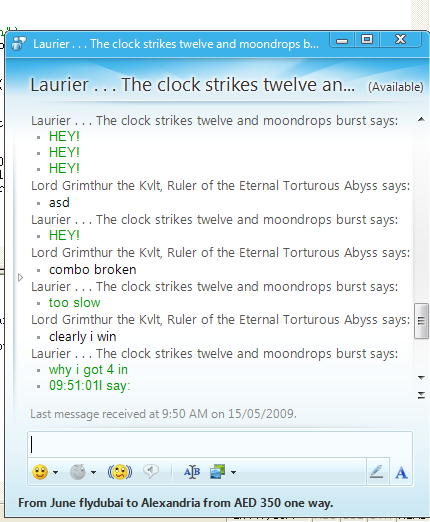 Laurier . . . The clock strikes twelve and moondrops b...
Laurier . . . The clock strikes twelve an... (Available)
Laurier . . . The clock strikes twelve and moondrops burst says:
HEY!
HEY!
HEY!
Lord Grimthur the Kvlt, Ruler of the Eternal Torturous Abyss says:
asd
Laurier . . . The clock strikes twelve and moondrops burst says:
HEY!
Lord Grimthur the Kvlt, Ruler of the Eternal Torturous Abyss says:
combo broken
Laurier . . . The clock strikes twelve and moondrops burst says:
too slow
Lord Grimthur the Kvlt, Ruler of the Eternal Torturous Abyss says:
clearly i win
Laurier . . . The clock strikes twelve and moondrops burst says:
why i got 4 in
09:51:01I say:
Last message received at 9:50 AM on 15/05/2009.
From June flydubai to Alexandria from AED 350 one way.